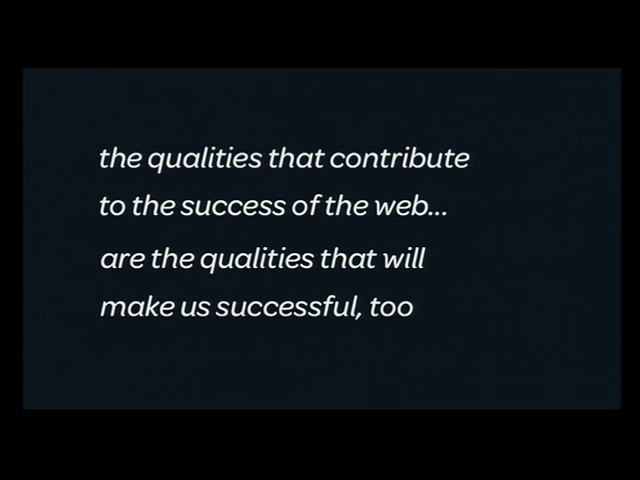 the qualities that contribute
to the success of the web...
are the qualities that will
make us successful, too